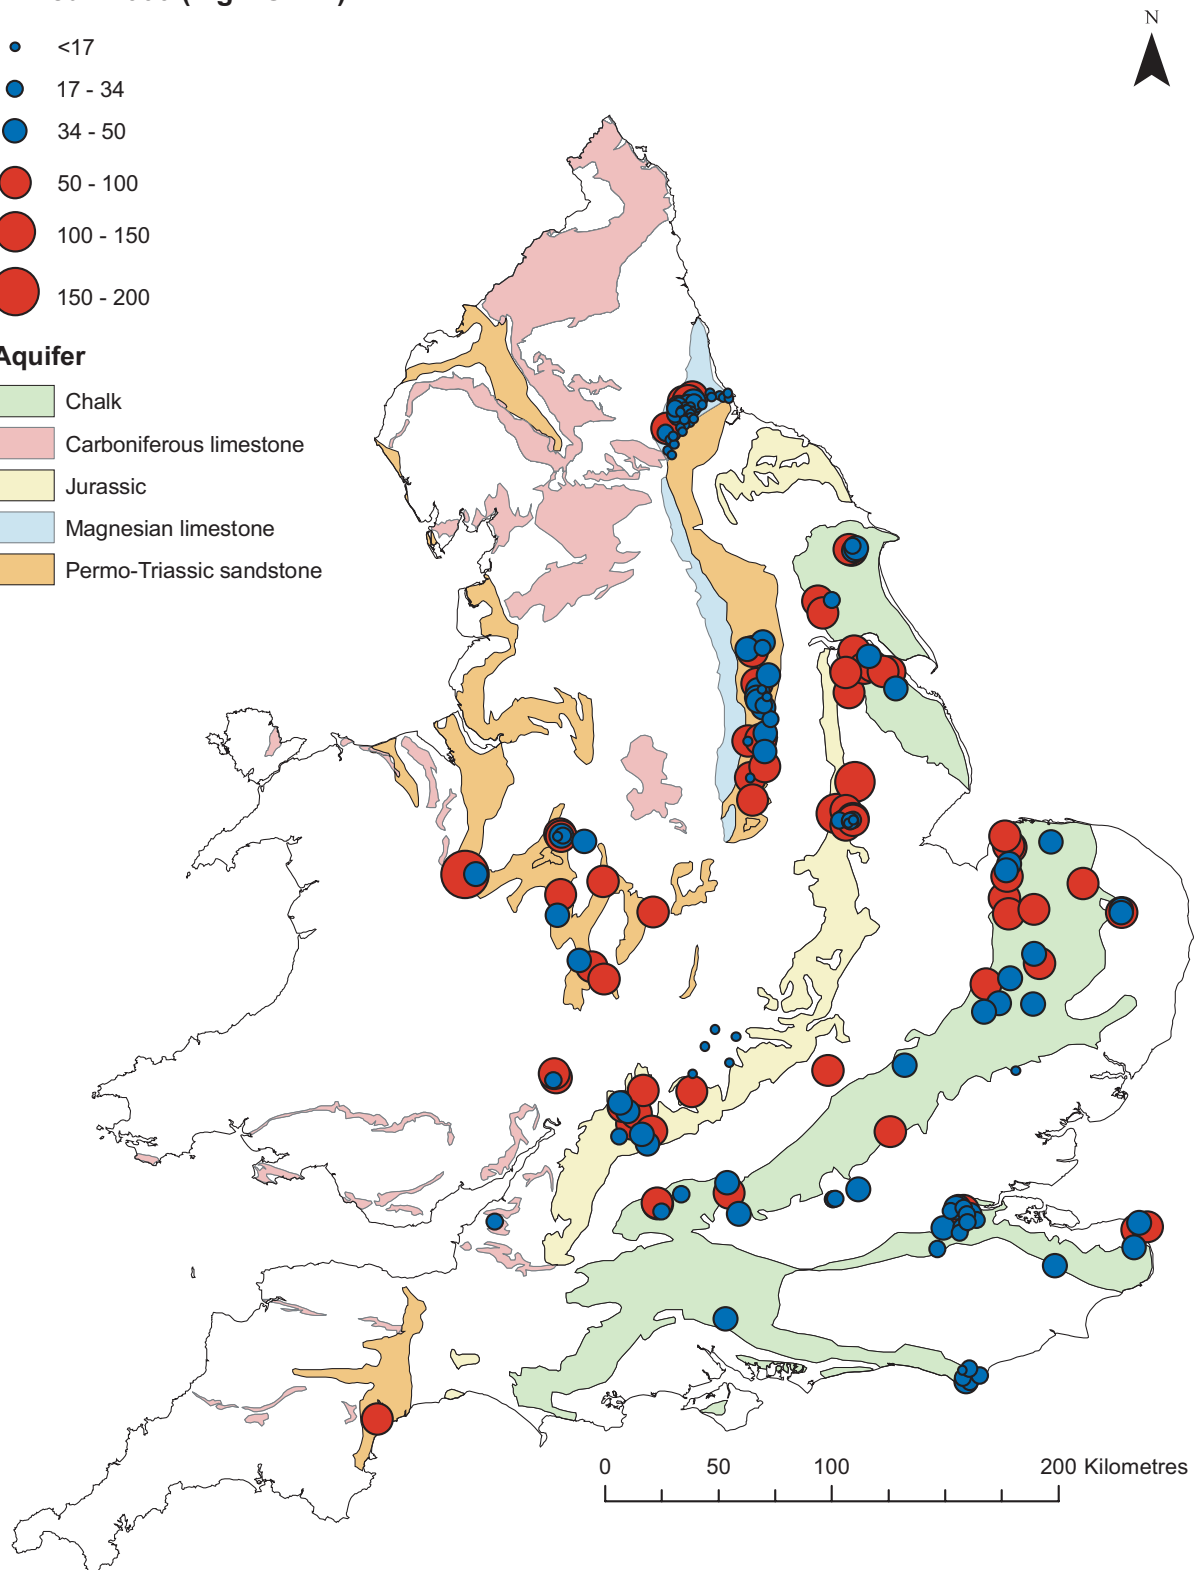 N
<17
17 - 34
34 - 50
50 - 100
100 - 150
150 - 200
Aquifer
Chalk
Carboniferous limestone
Jurassic
Magnesian limestone
Permo-Triassic sandstone
0 50 100 200 Kilometres